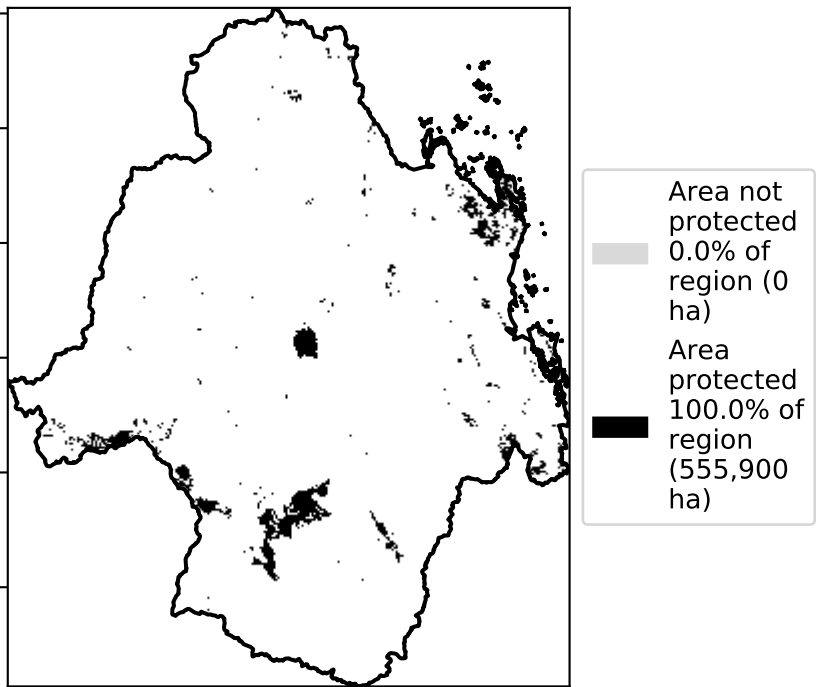 Area not
protected
0.0% of
region (0
ha)
Area
protected
100.0% of
region
(555,900
ha)